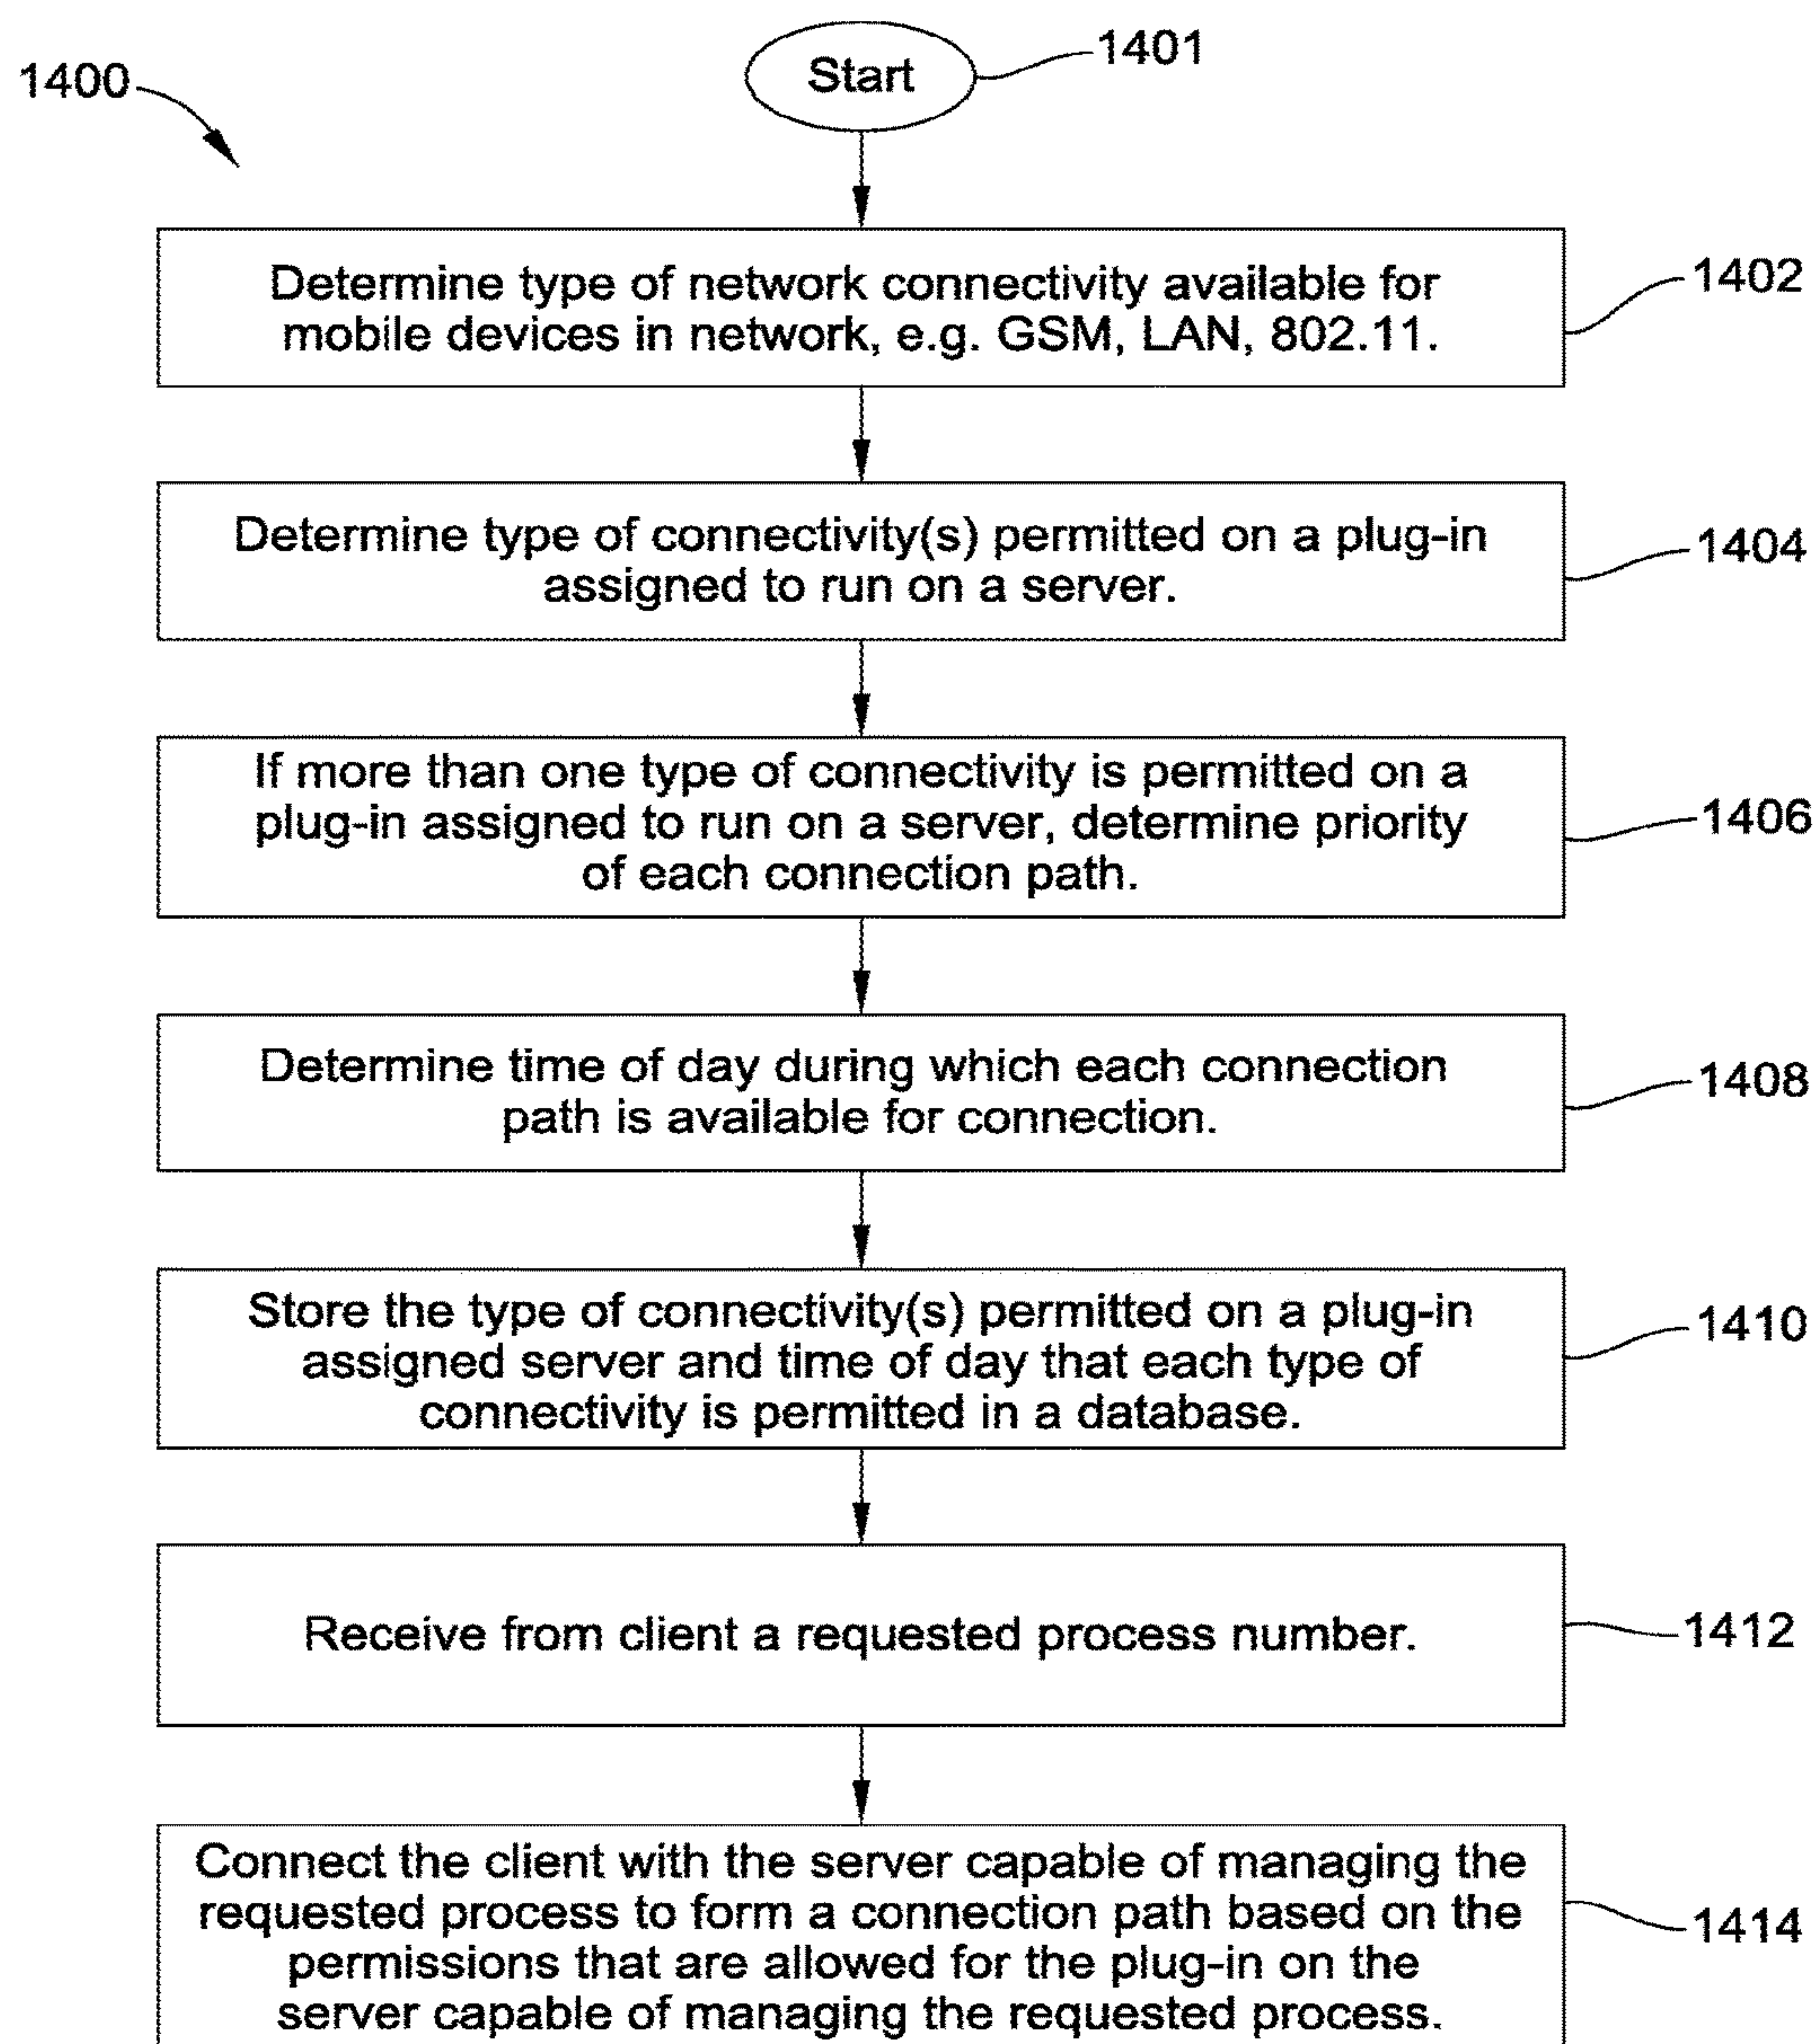 1400
Start
1401
Determine type of network connectivity available for
mobile devices in network, e.g. GSM, LAN, 802.11.
1402
Determine type of connectivity(s) permitted on a plug-in
assigned to run on a server.
1404
If more than one type of connectivity is permitted on a
plug-in assigned to run on a server, determine priority
of each connection path.
1406
Determine time of day during which each connection
path is available for connection.
1408
Store the type of connectivity(s) permitted on a plug-in
assigned server and time of day that each type of
connectivity is permitted in a database.
1410
Receive from client a requested process number.
1412
Connect the client with the server capable of managing the
requested process to form a connection path based on the
permissions that are allowed for the plug-in on the
server capable of managing the requested process.
1414